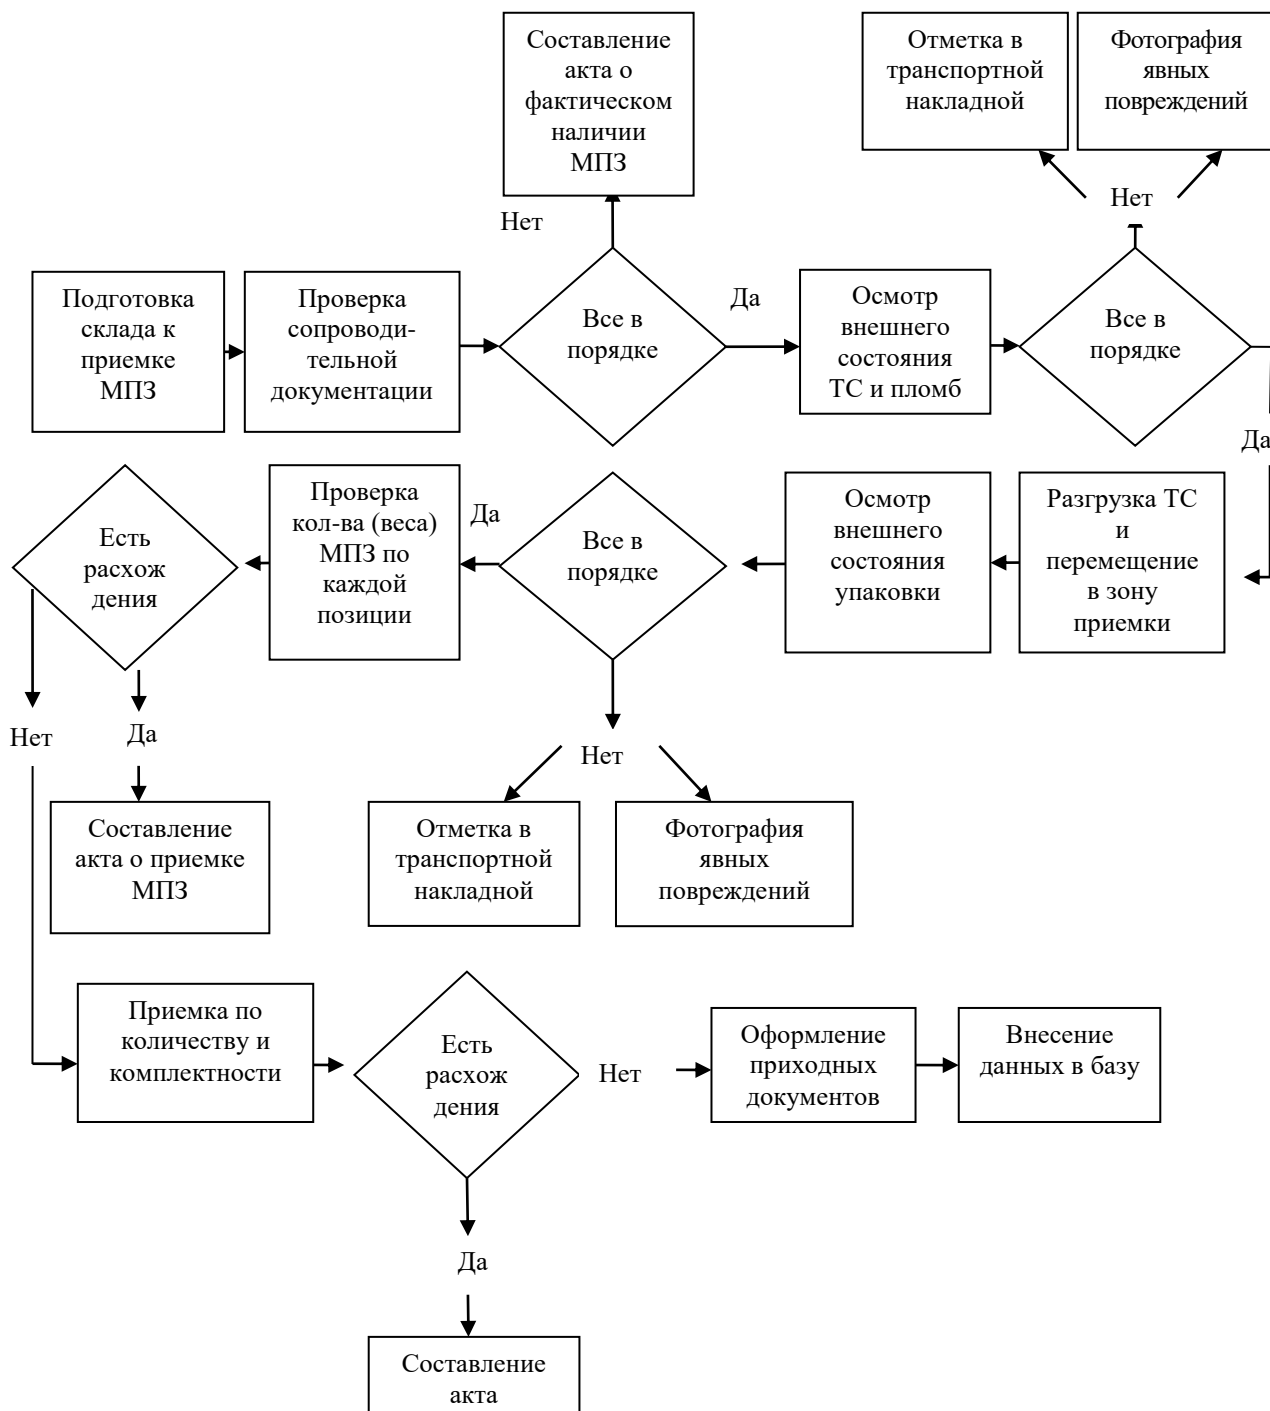 Составление
акта о
фактическом
наличии
МПЗ
Отметка в
транспортной
накладной
Фотография
явных
повреждений
Нет
Нет
Подготовка
склада к
приемке
МПЗ
Проверка
сопроводи-
тельной
документации
Все в
порядке
Да
Осмотр
внешнего
состояния
ТС и пломб
Все в
порядке
Да
Есть
расхож
дения
Проверка
кол-ва (веса)
МПЗ по
каждой
позиции
Да
Все в
порядке
Осмотр
внешнего
состояния
упаковки
Разгрузка ТС
и
перемещение
в зону
приемки
Нет
Да
Нет
Составление
акта о приемке
МПЗ
Отметка в
транспортной
накладной
Фотография
явных
повреждений
Приемка по
количеству и
комплектности
Есть
расхож
дения
Нет
Оформление
приходных
документов
Внесение
данных в базу
Да
Составление
акта